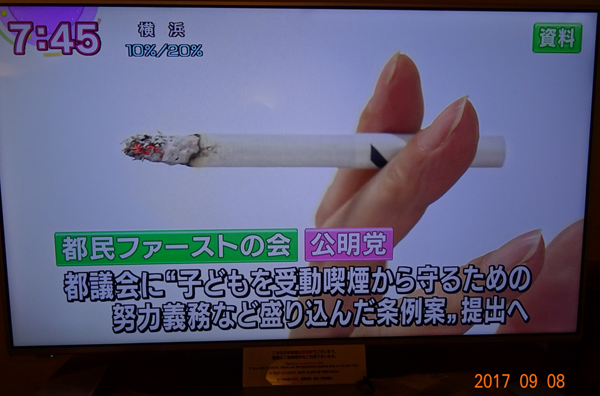 7:45
横浜
10%/20%
資料
都民ファーストの会 公明党
都議会に“子どもを受動喫煙から守るための
努力義務など盛り込んだ条例案„提出へ
2017 09 08